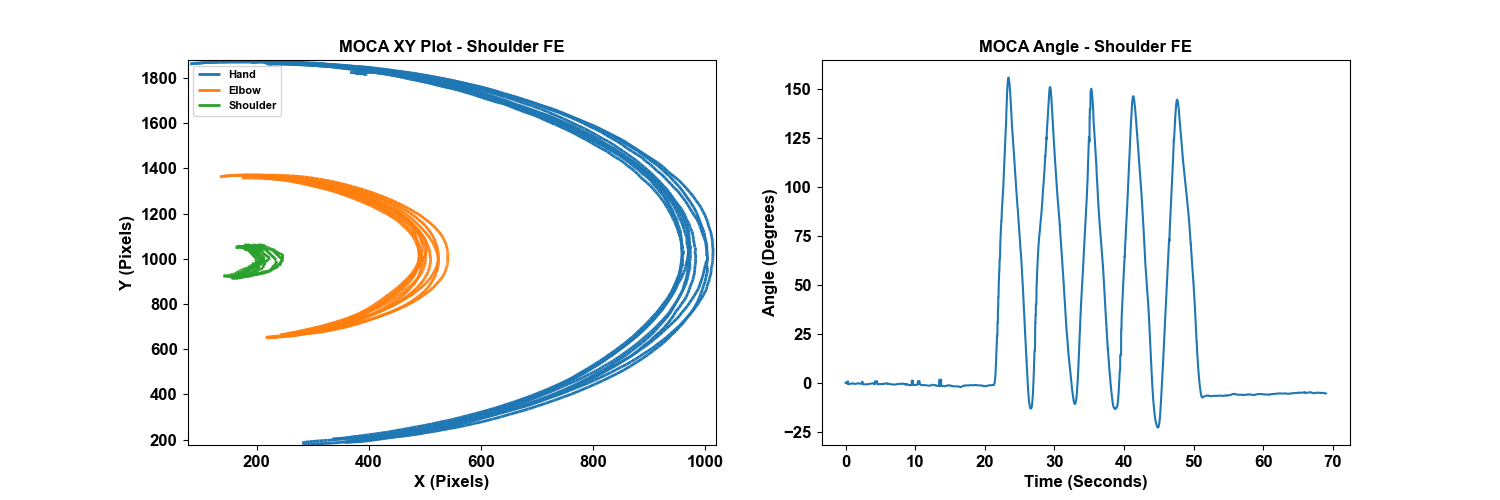 MOCA XY Plot - Shoulder FE
Hand
Elbow
Shoulder
1800
1600
1400
1200
1000
800
600
400
200
Y (Pixels)
200 400 600 800 1000
X (Pixels)
MOCA Angle - Shoulder FE
150
125
100
75
50
25
0
−25
Angle (Degrees)
0 10 20 30 40 50 60 70
Time (Seconds)